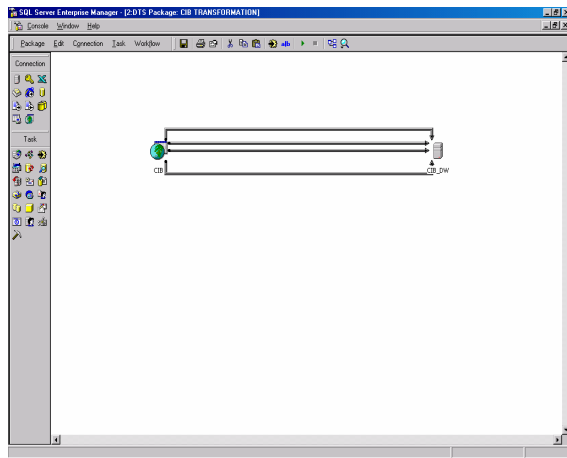 SQL Server Enterprise Manager - [2:DTS Package: CIB TRANSFORMATION]
Console Window Help
Package Edit Connection Task Workflow
Connection
Task
CIB
CIB_DW